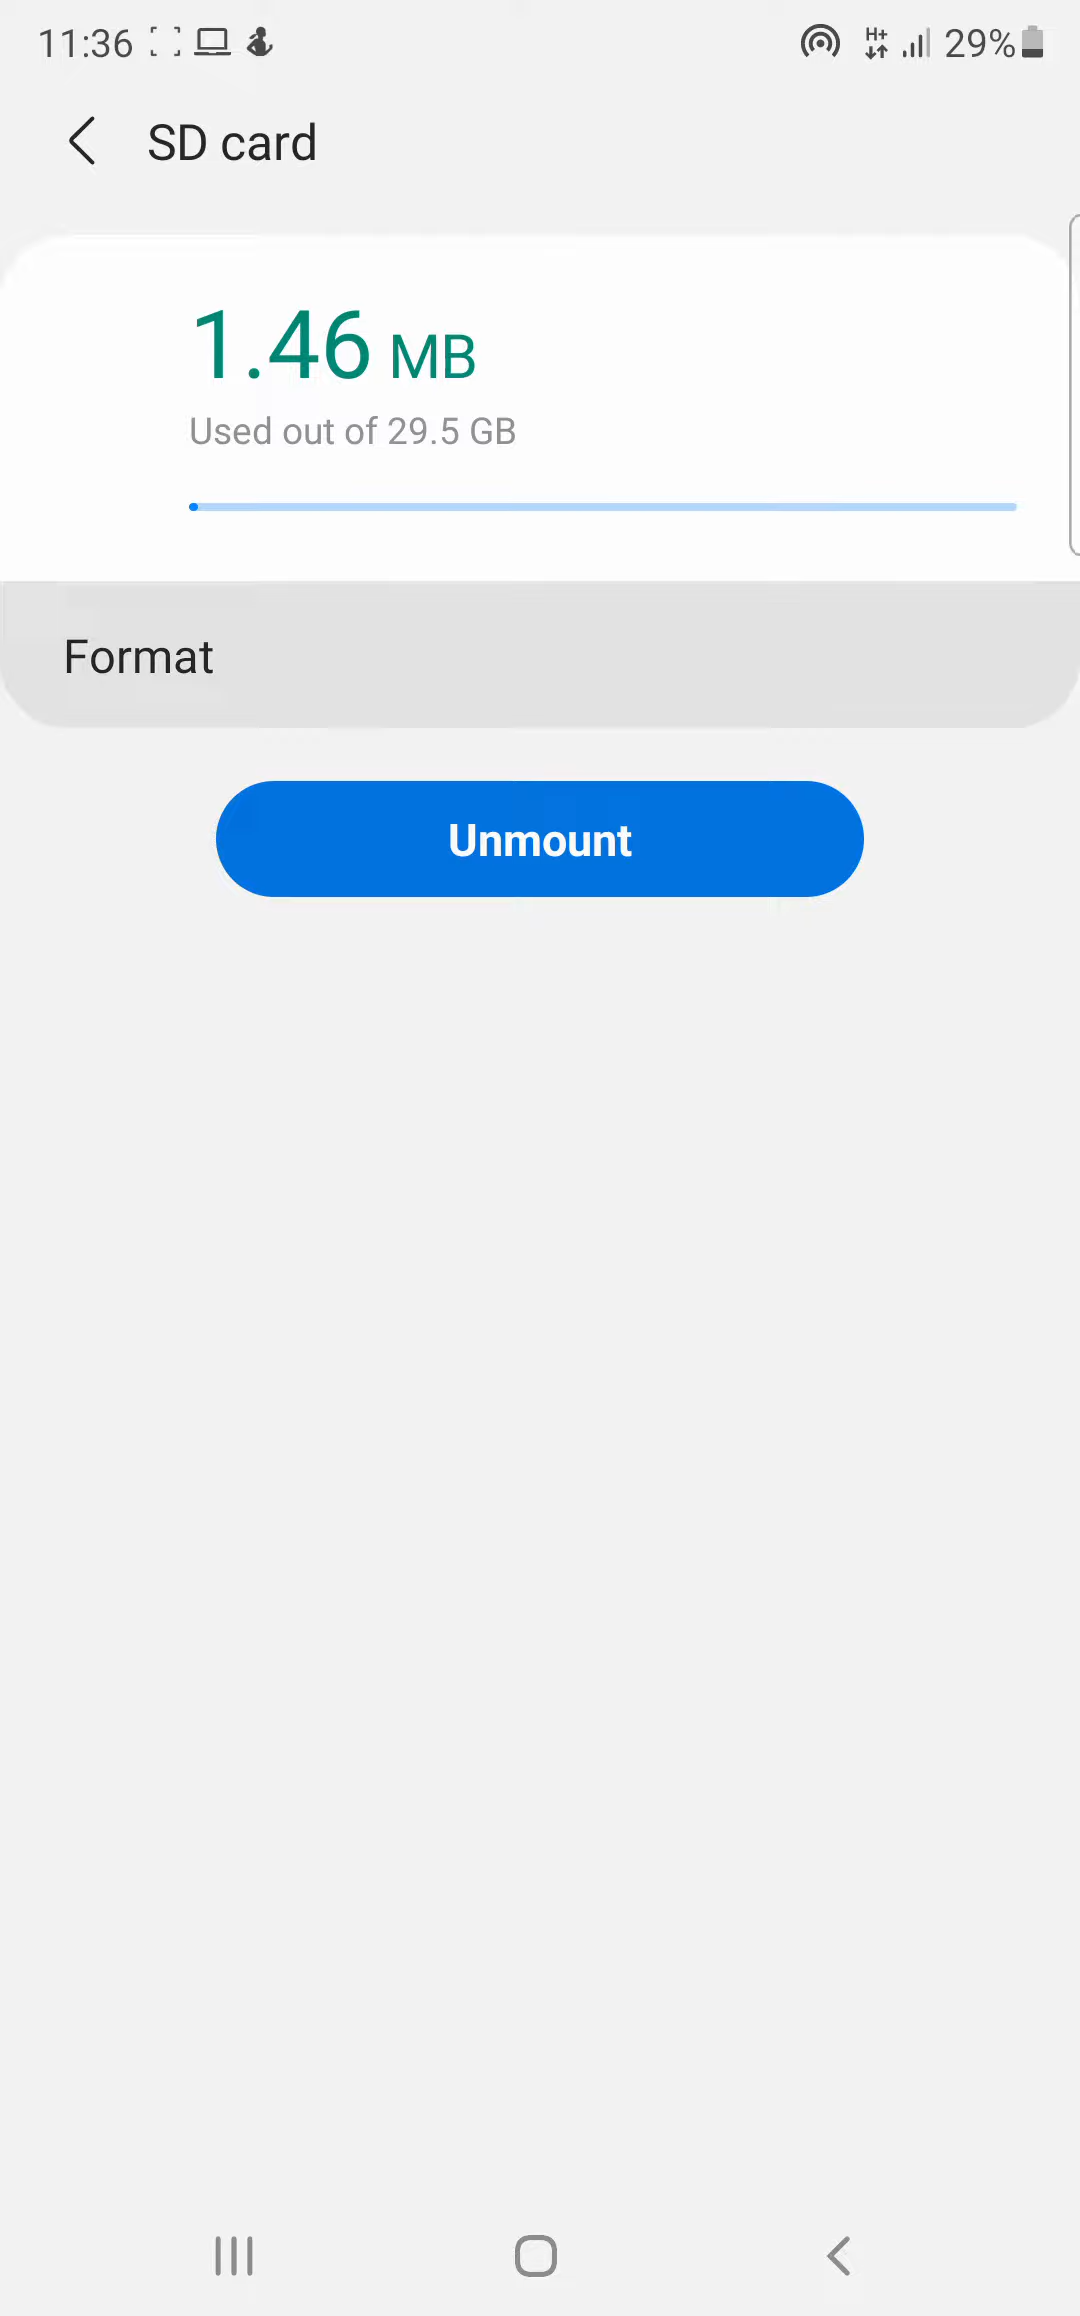 11:36 H+ 29%
SD card
1.46 MB
Used out of 29.5 GB
Format
Unmount